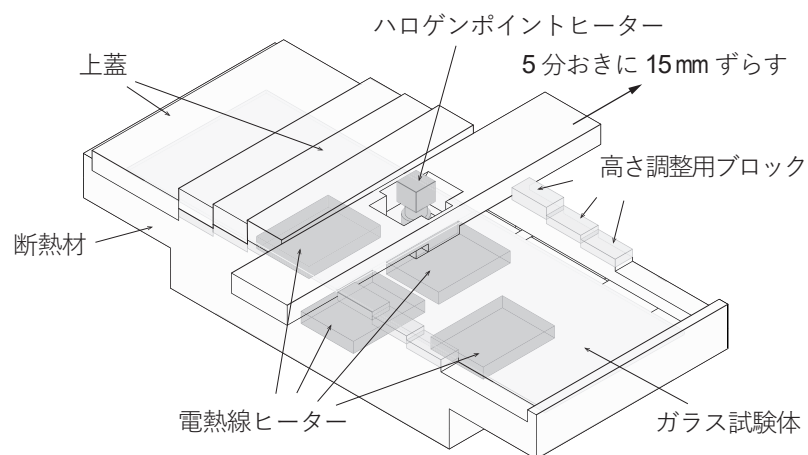 ハロゲンポイントヒーター
上蓋
5 分おきに 15 mm ずらす
高さ調整用ブロック
断熱材
電熱線ヒーター
ガラス試験体